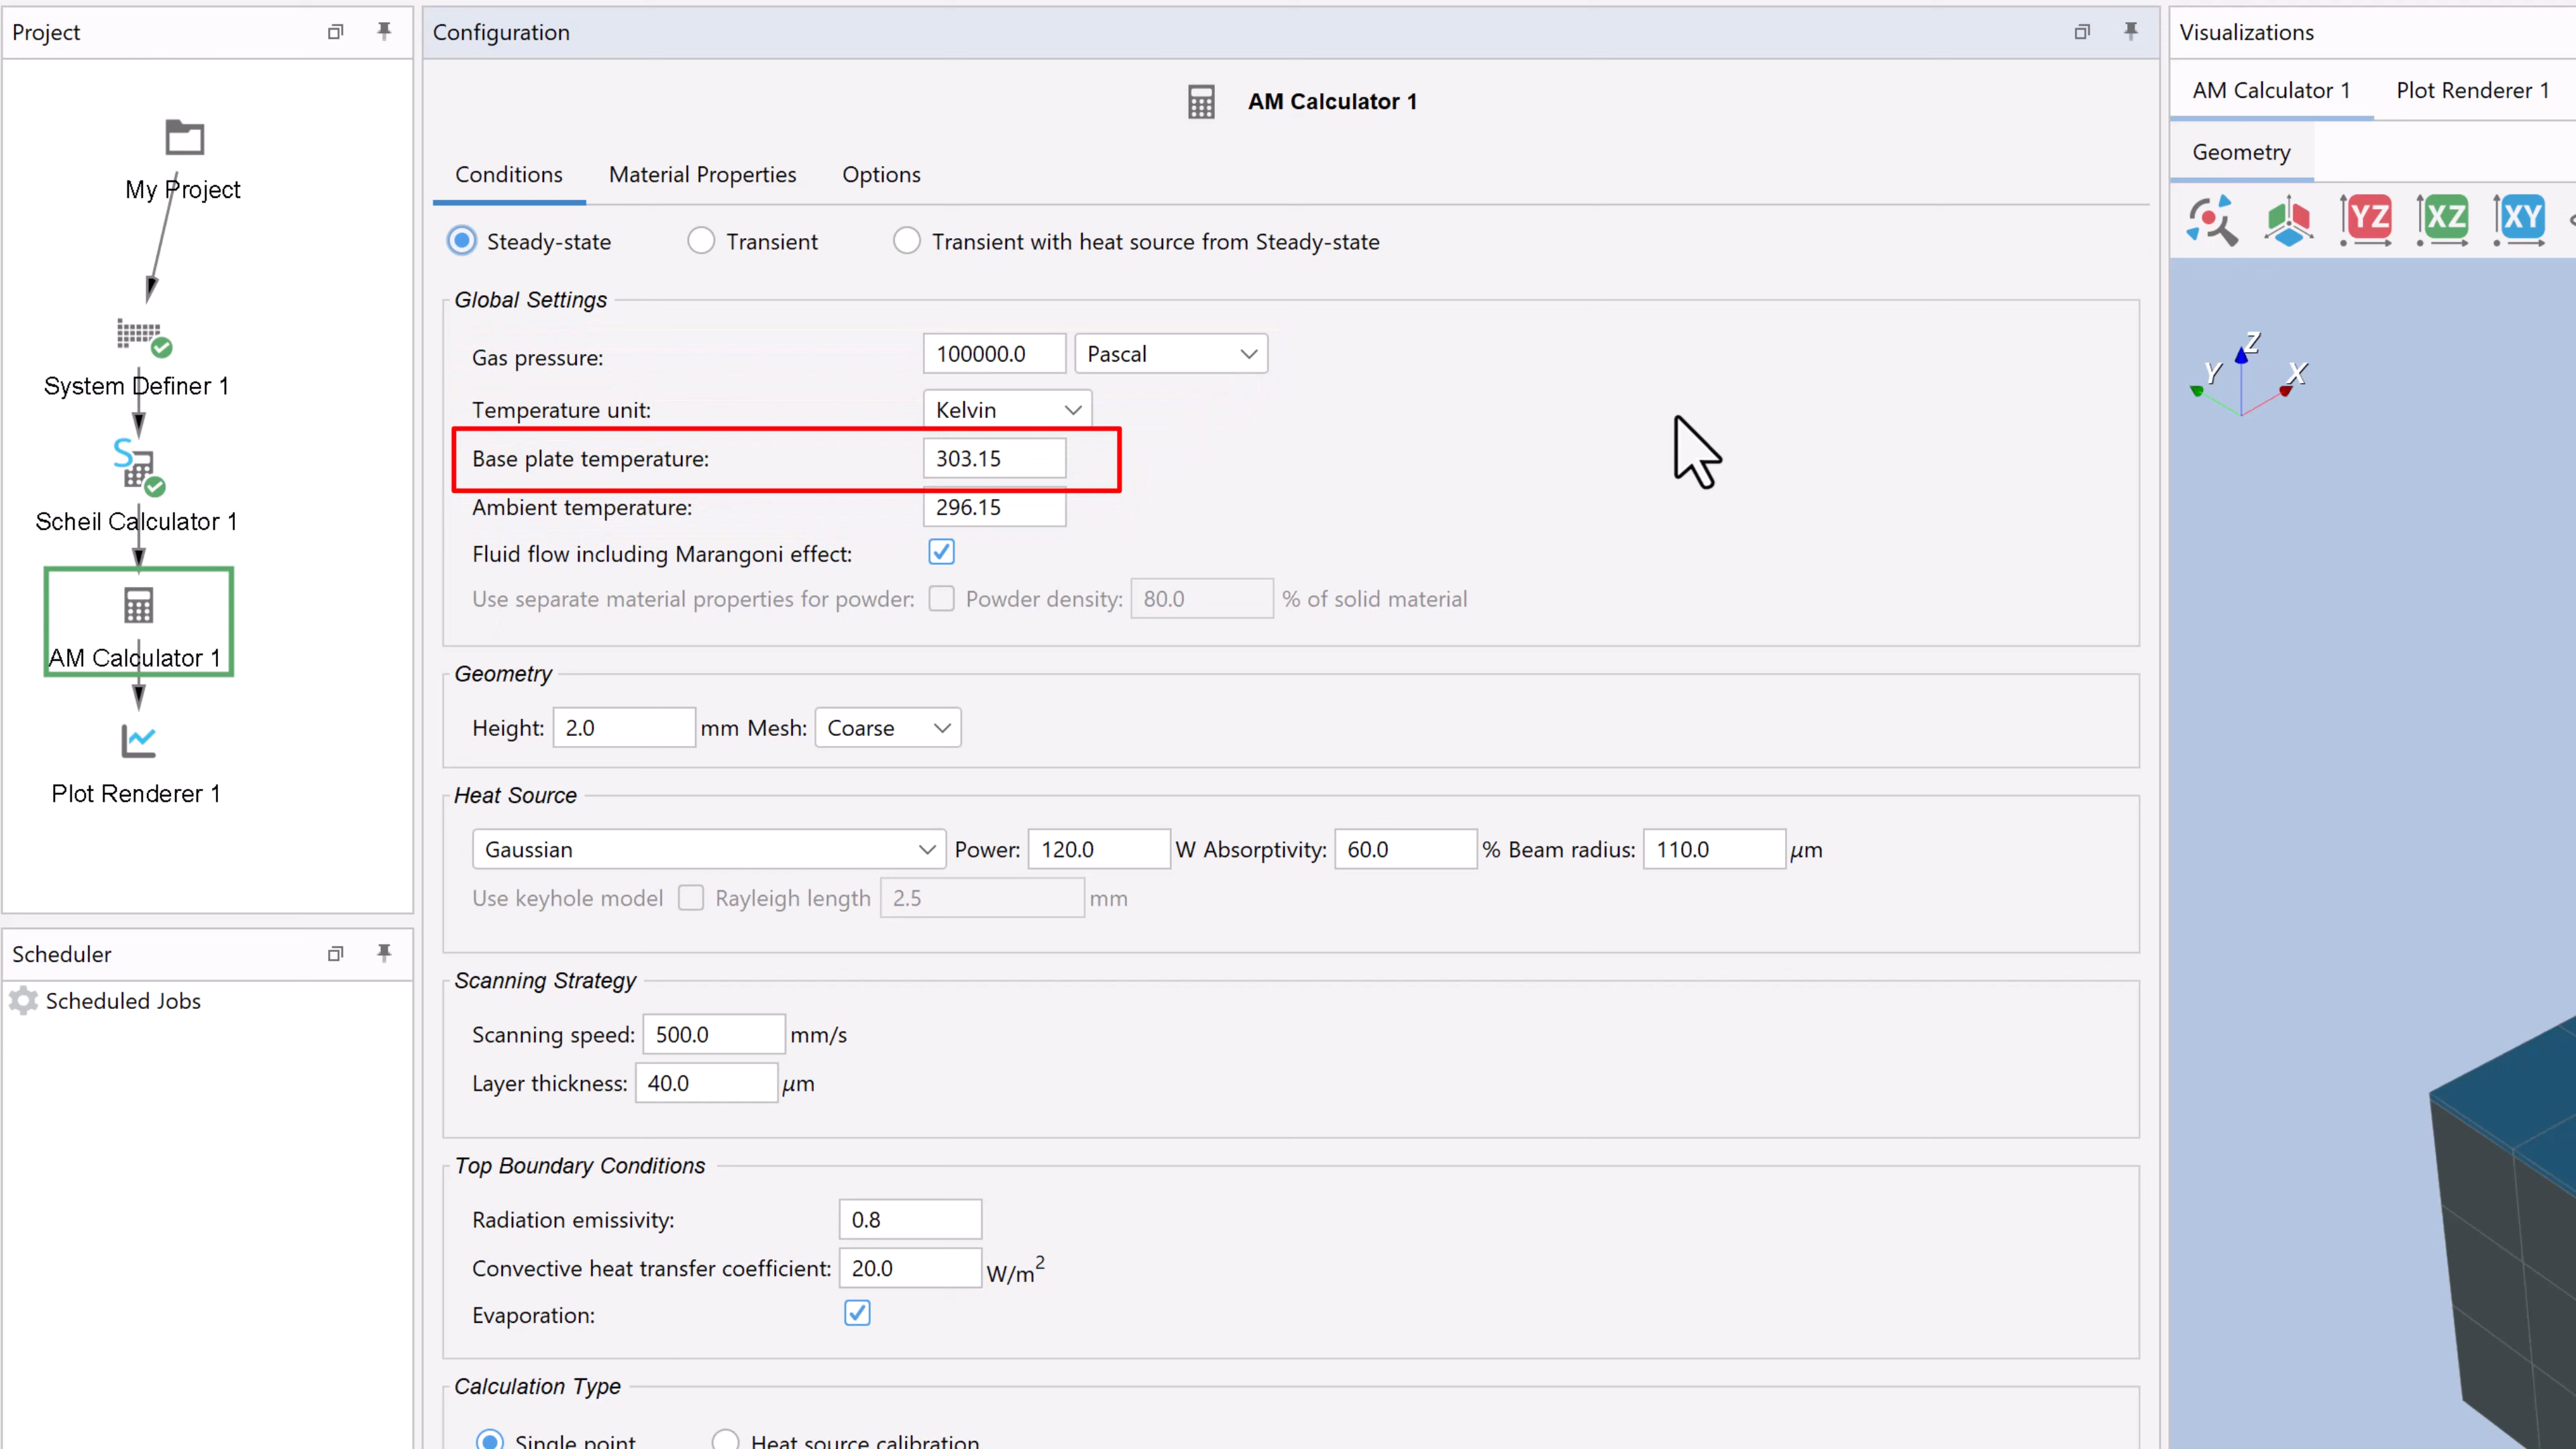 Project
My Project
System Definer 1
S
Scheil Calculator 1
AM Calculator 1
Plot Renderer 1
Scheduler
Scheduled Jobs
Configuration
AM Calculator 1
Conditions Material Properties Options
Steady-state Transient Transient with heat source from Steady-state
Global Settings
Gas pressure: 100000.0 Pascal
Temperature unit: Kelvin
Base plate temperature: 303.15
Ambient temperature: 296.15
Fluid flow including Marangoni effect:
Use separate material properties for powder: Powder density: 80.0 % of solid material
Geometry
Height: 2.0 mm Mesh: Coarse
Heat Source
Gaussian Power: 120.0 W Absorptivity: 60.0 % Beam radius: 110.0 μm
Use keyhole model Rayleigh length 2.5 mm
Scanning Strategy
Scanning speed: 500.0 mm/s
Layer thickness: 40.0 μm
Top Boundary Conditions
Radiation emissivity: 0.8
Convective heat transfer coefficient: 20.0 W/m²
Evaporation:
Calculation Type
Single point Heat source calibration
Visualizations
AM Calculator 1 Plot Renderer 1
Geometry
YZ XZ XY
Z
Y X